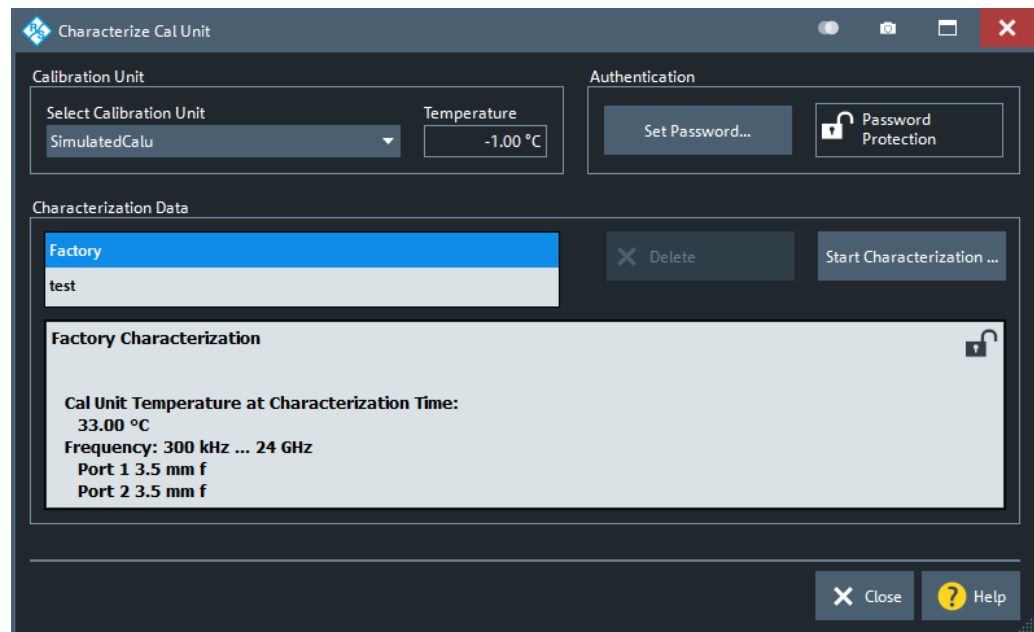 Characterize Cal Unit
Calibration Unit
Select Calibration Unit
SimulatedCalu
Temperature
-1.00 °C
Authentication
Set Password...
Password
Protection
Characterization Data
Factory
test
Delete
Start Characterization ...
Factory Characterization
Cal Unit Temperature at Characterization Time:
33.00 °C
Frequency: 300 kHz ... 24 GHz
Port 1 3.5 mm f
Port 2 3.5 mm f
Close
? Help